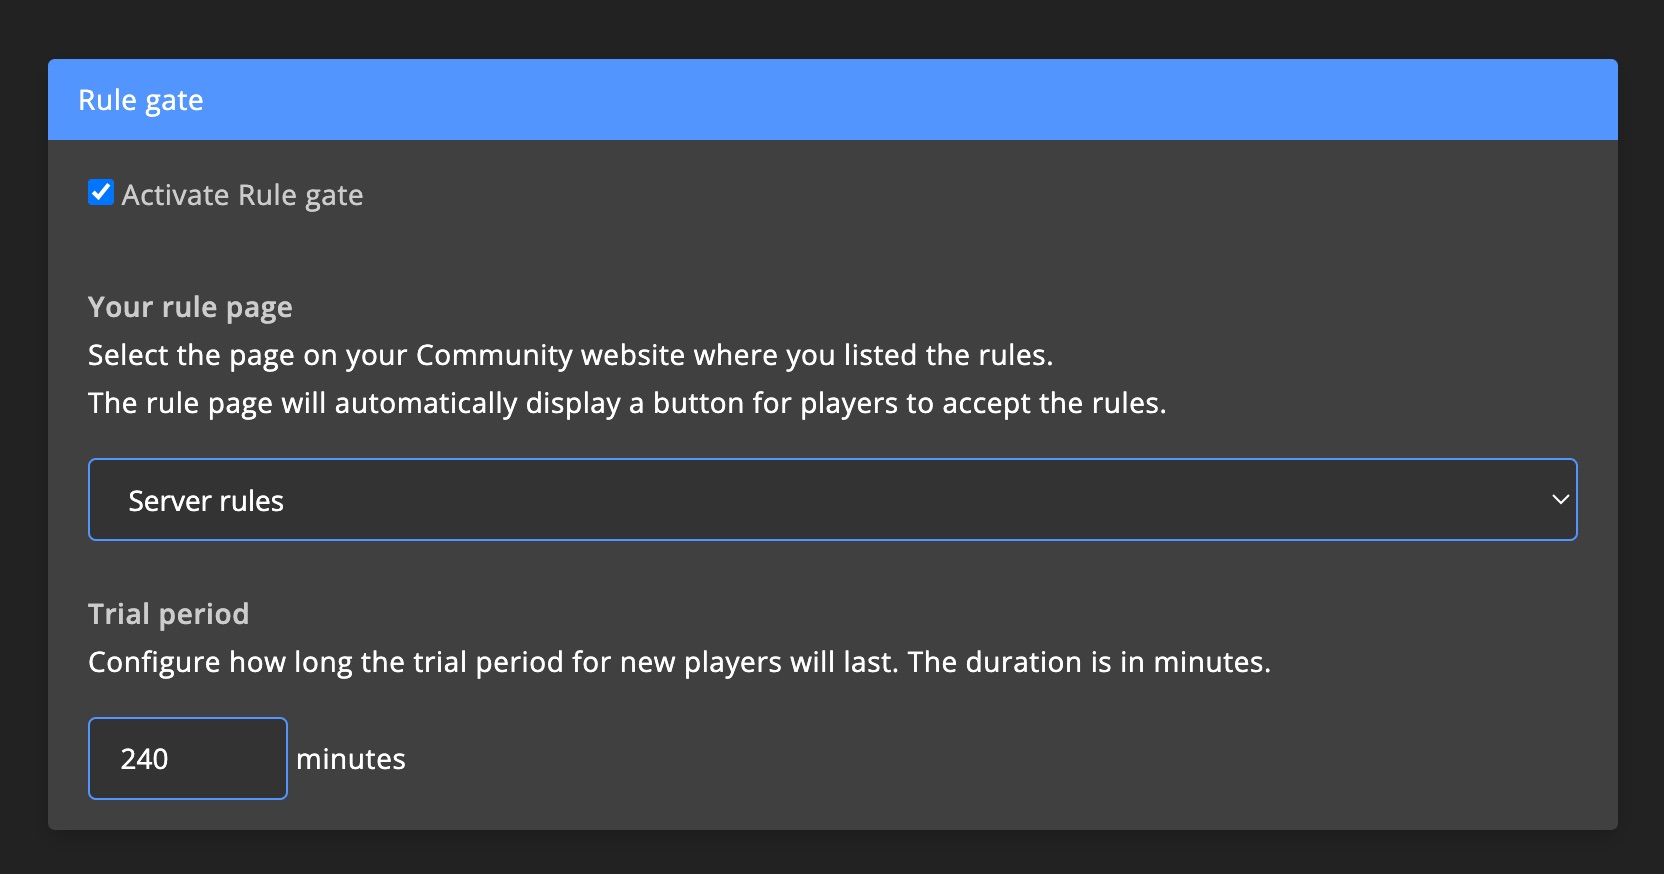 Rule gate
Activate Rule gate
Your rule page
Select the page on your Community website where you listed the rules.
The rule page will automatically display a button for players to accept the rules.
Server rules
Trial period
Configure how long the trial period for new players will last. The duration is in minutes.
240 minutes